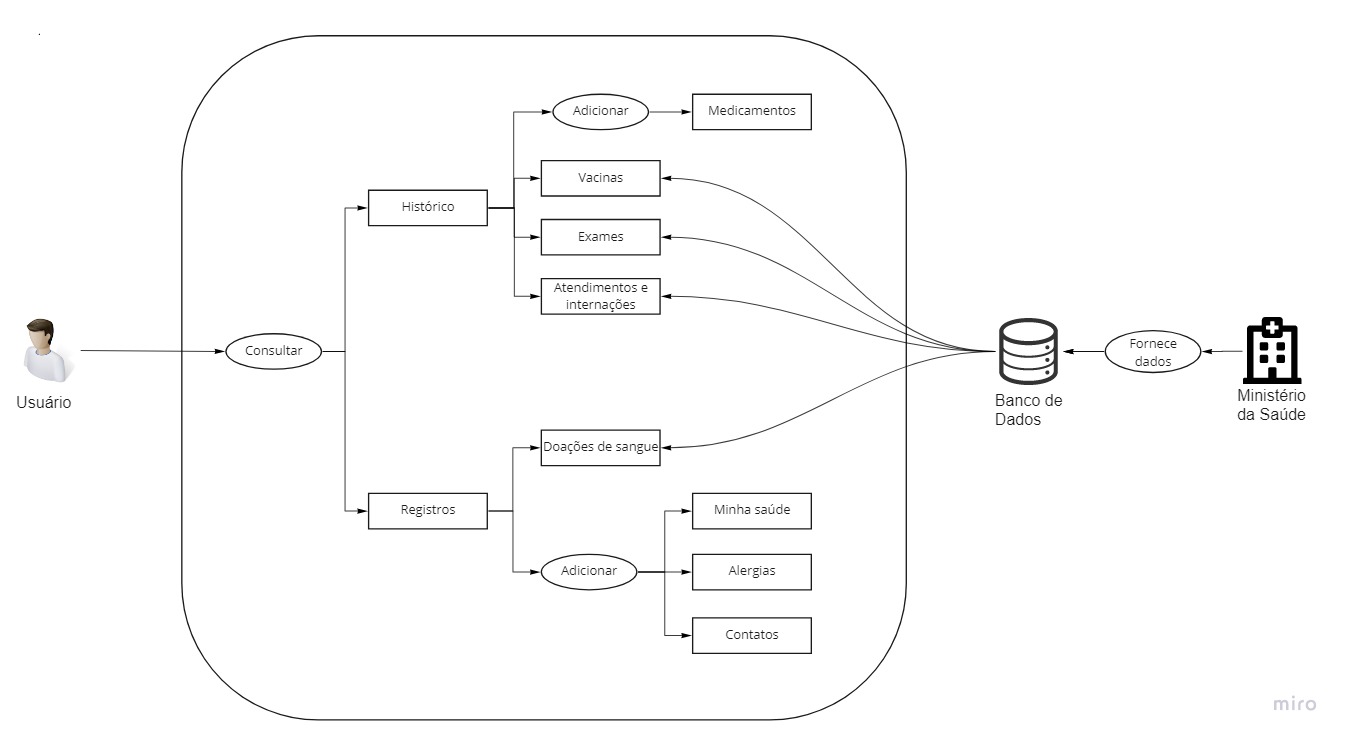 Adicionar
Medicamentos
Vacinas
Histórico
Exames
Atendimentos e
internações
Consultar
Fornece
dados
Usuário
Banco de
Dados
Ministério
da Saúde
Doações de sangue
Registros
Minha saúde
Adicionar
Alergias
Contatos
miro